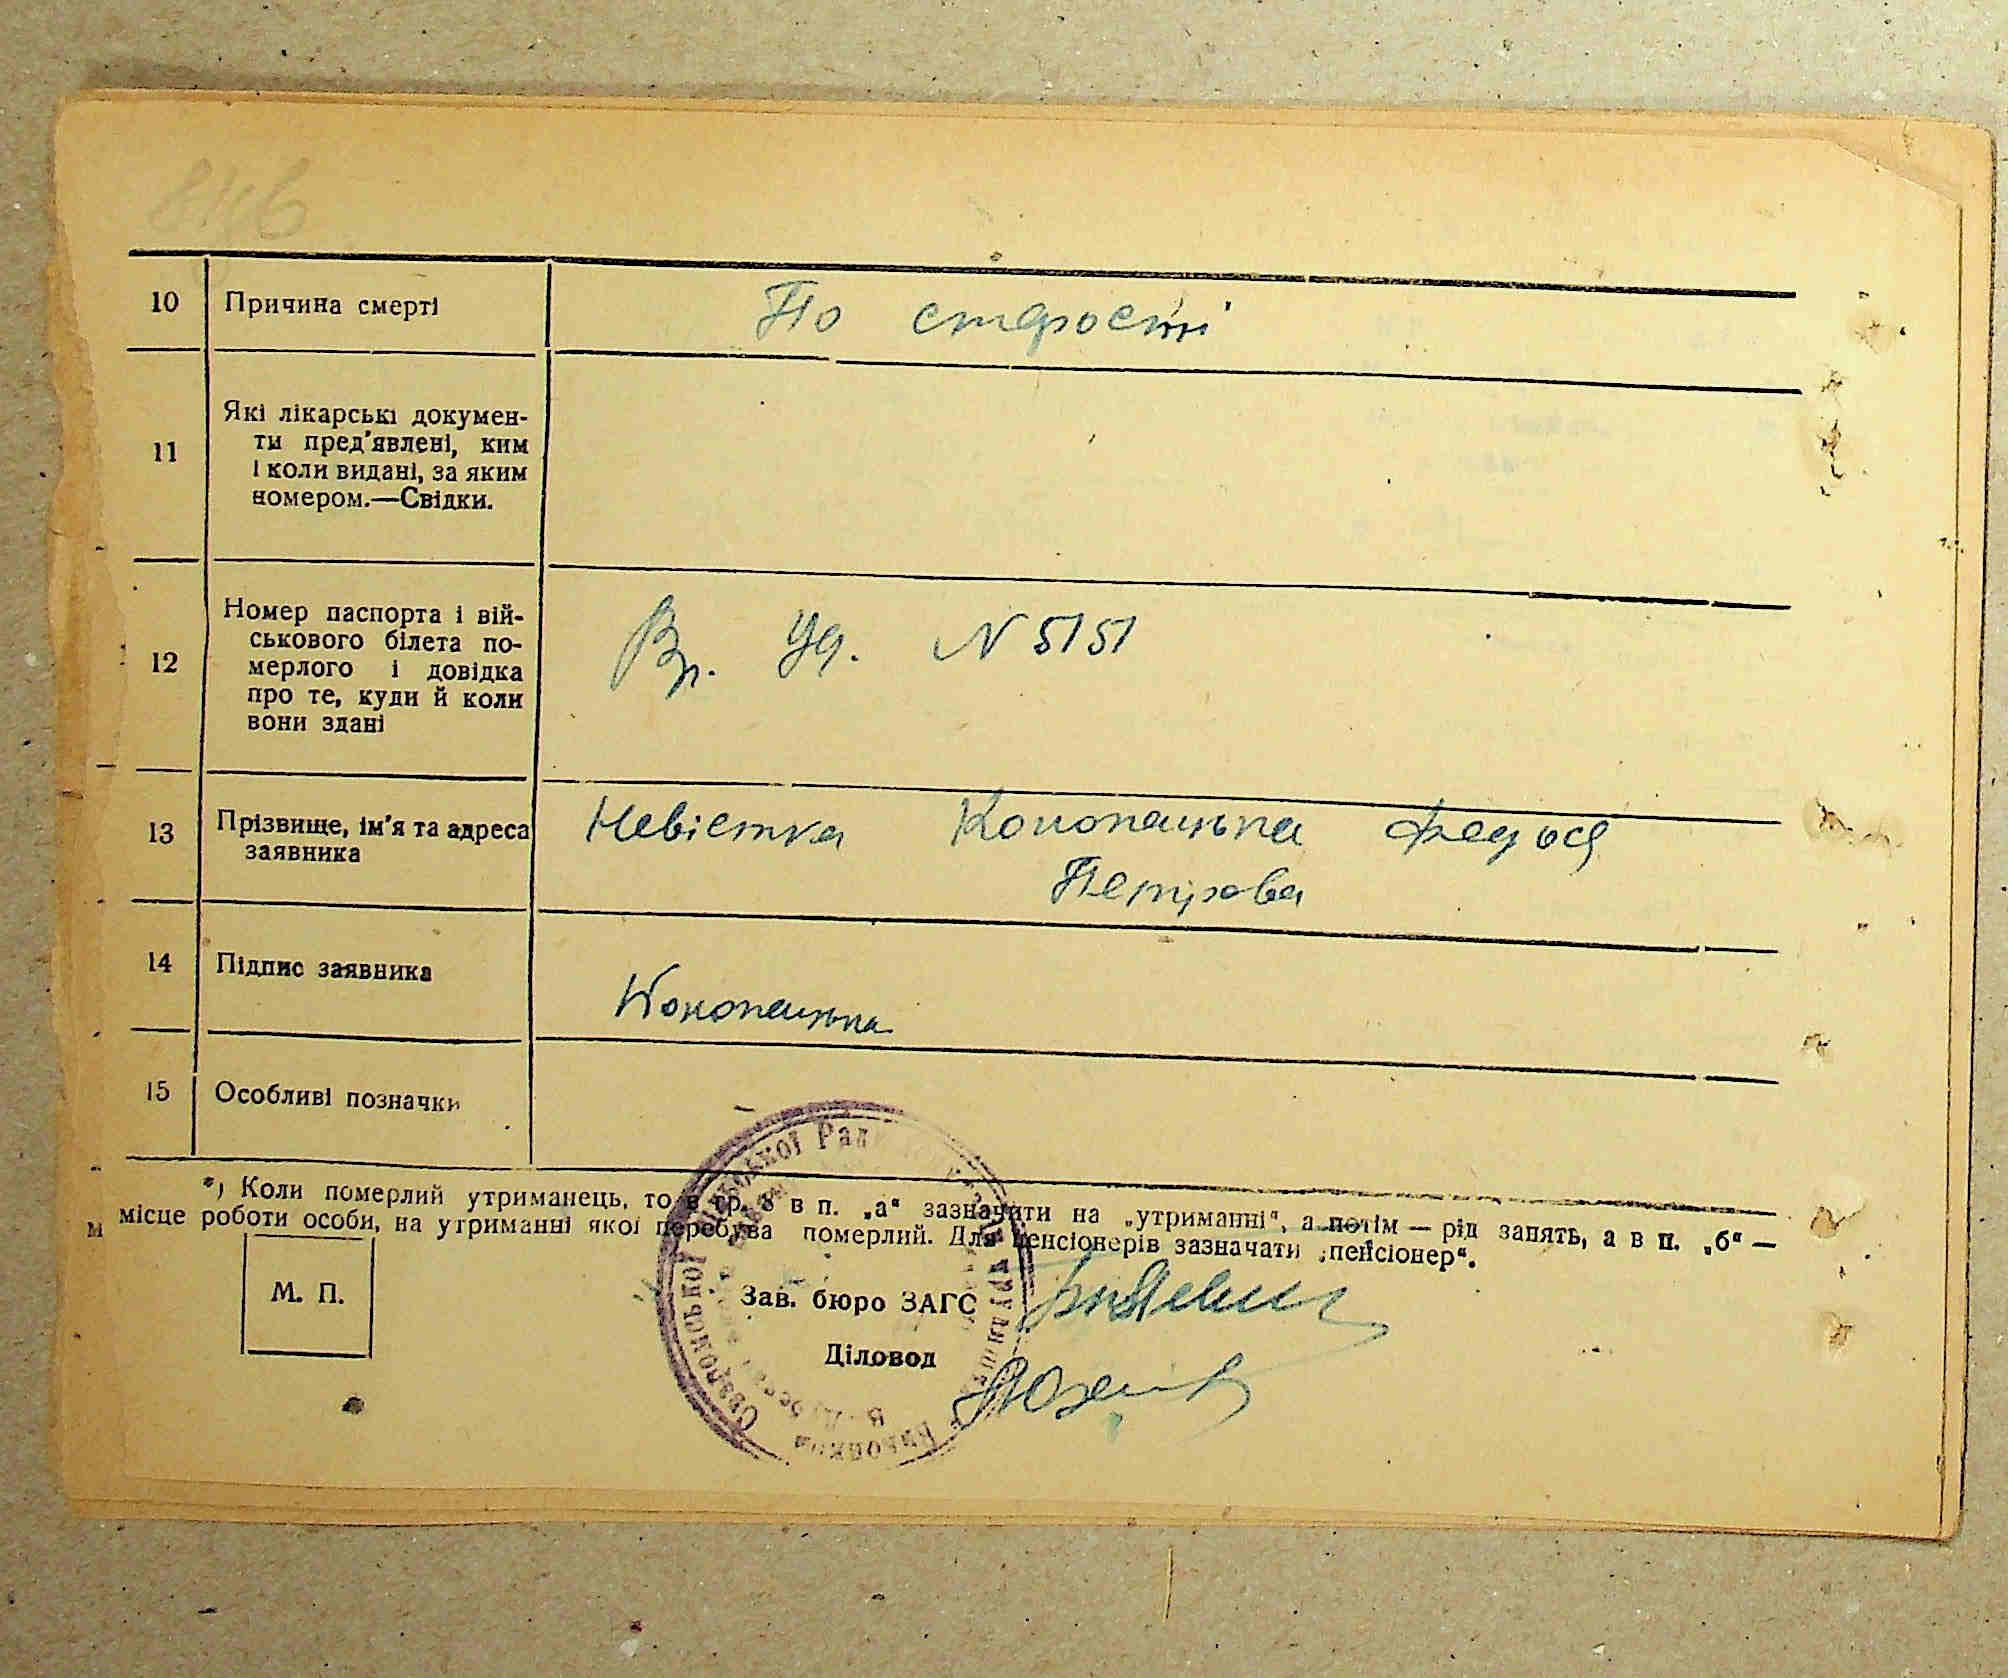 846
10 Причина смерті По старості
11 Які лікарські докумен-
ти пред'явлені, ким
і коли видані, за яким
номером.—Свідки.
12 Номер паспорта і вій-
ськового білета по-
мерлого і довідка
про те, куди й коли
вони здані
Вр. Уд. N 5151
13 Прізвище, ім'я та адреса
заявника
Невістка Конопацька Федося
Петрова
14 Підпис заявника
Конопацька
15 Особливі позначки
*) Коли померлий утриманець, то в гр. 8 в п. „а“ зазначити на „утриманні“, а потім — рід занять, а в п. „б“ —
місце роботи особи, на утриманні якої перебува померлий. Для пенсіонерів зазначати „пенсіонер“.
м
М. П.
Зав. бюро ЗАГС
Діловод